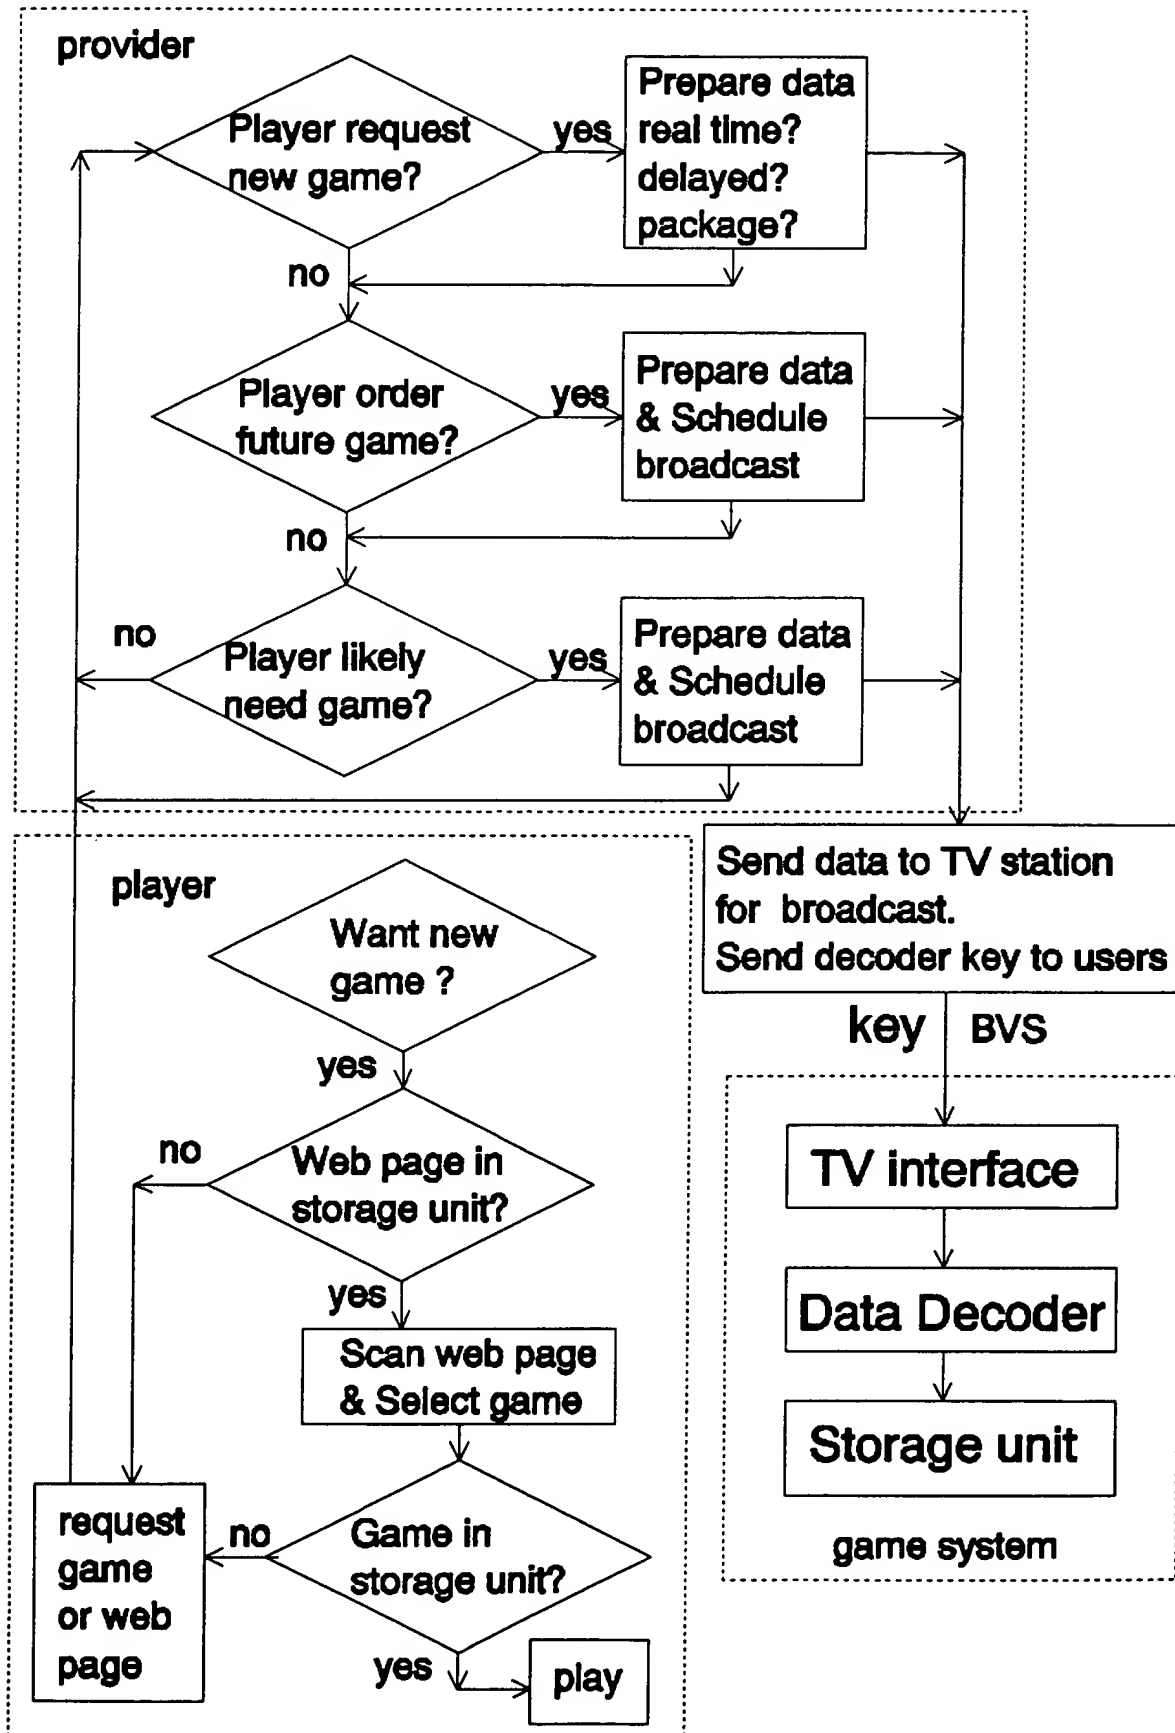 provider
Player request
new game?
yes
Prepare data
real time?
delayed?
package?
no
Player order
future game?
yes
Prepare data
& Schedule
broadcast
no
no
Player likely
need game?
yes
Prepare data
& Schedule
broadcast
player
Want new
game ?
yes
no
Web page in
storage unit?
yes
Scan web page
& Select game
request
game
or web
page
no
Game in
storage unit?
yes
play
Send data to TV station
for broadcast.
Send decoder key to users
key
BVS
TV interface
Data Decoder
Storage unit
game system